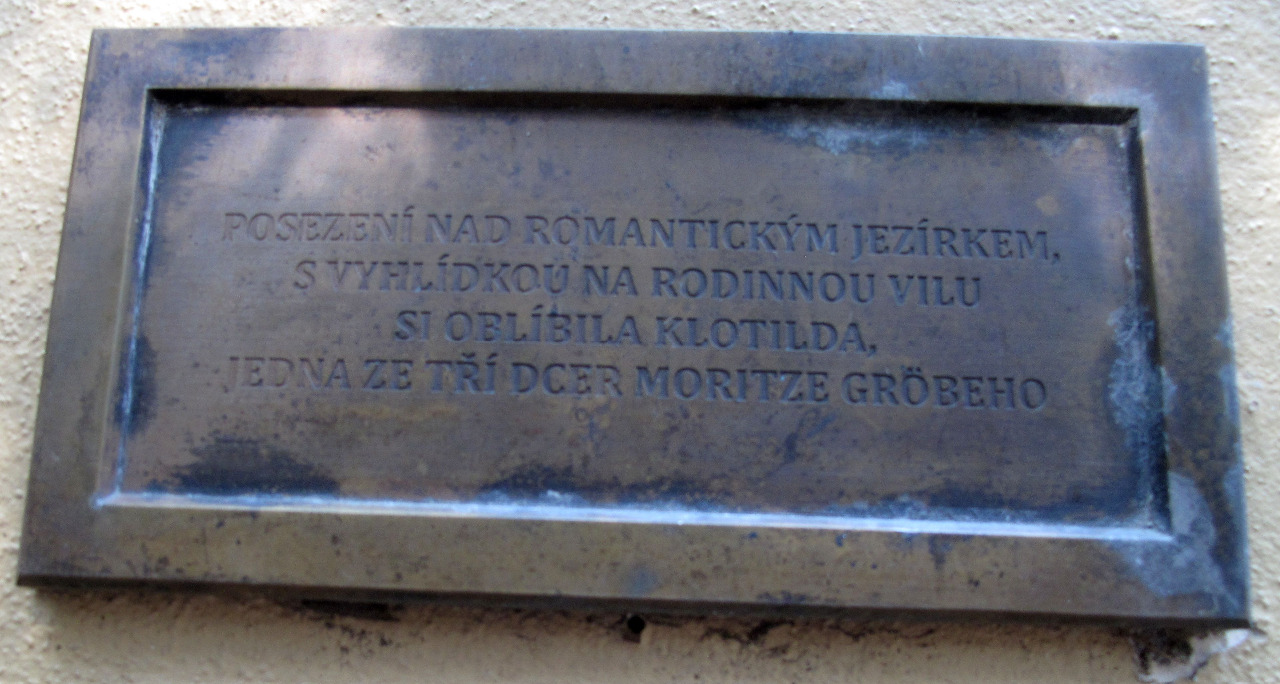 POSEZENÍ NAD ROMANTICKÝM JEZÍRKEM,
S VYHLÍDKOU NA RODINNOU VILU
SI OBLÍBILA KLOTILDA,
JEDNA ZE TŘÍ DCER MORITZE GRÖBEHO